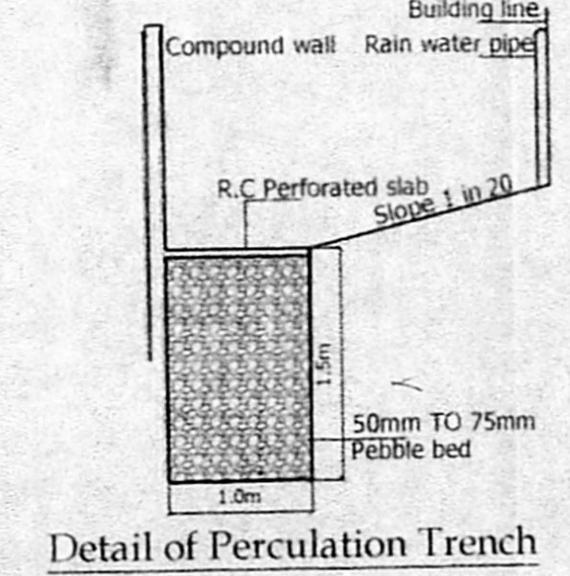 Building line
Compound wall
Rain water pipe
R.C Perforated slab
Slope 1 in 20
1.5m
50mm TO 75mm
Pebble bed
1.0m
Detail of Perculation Trench